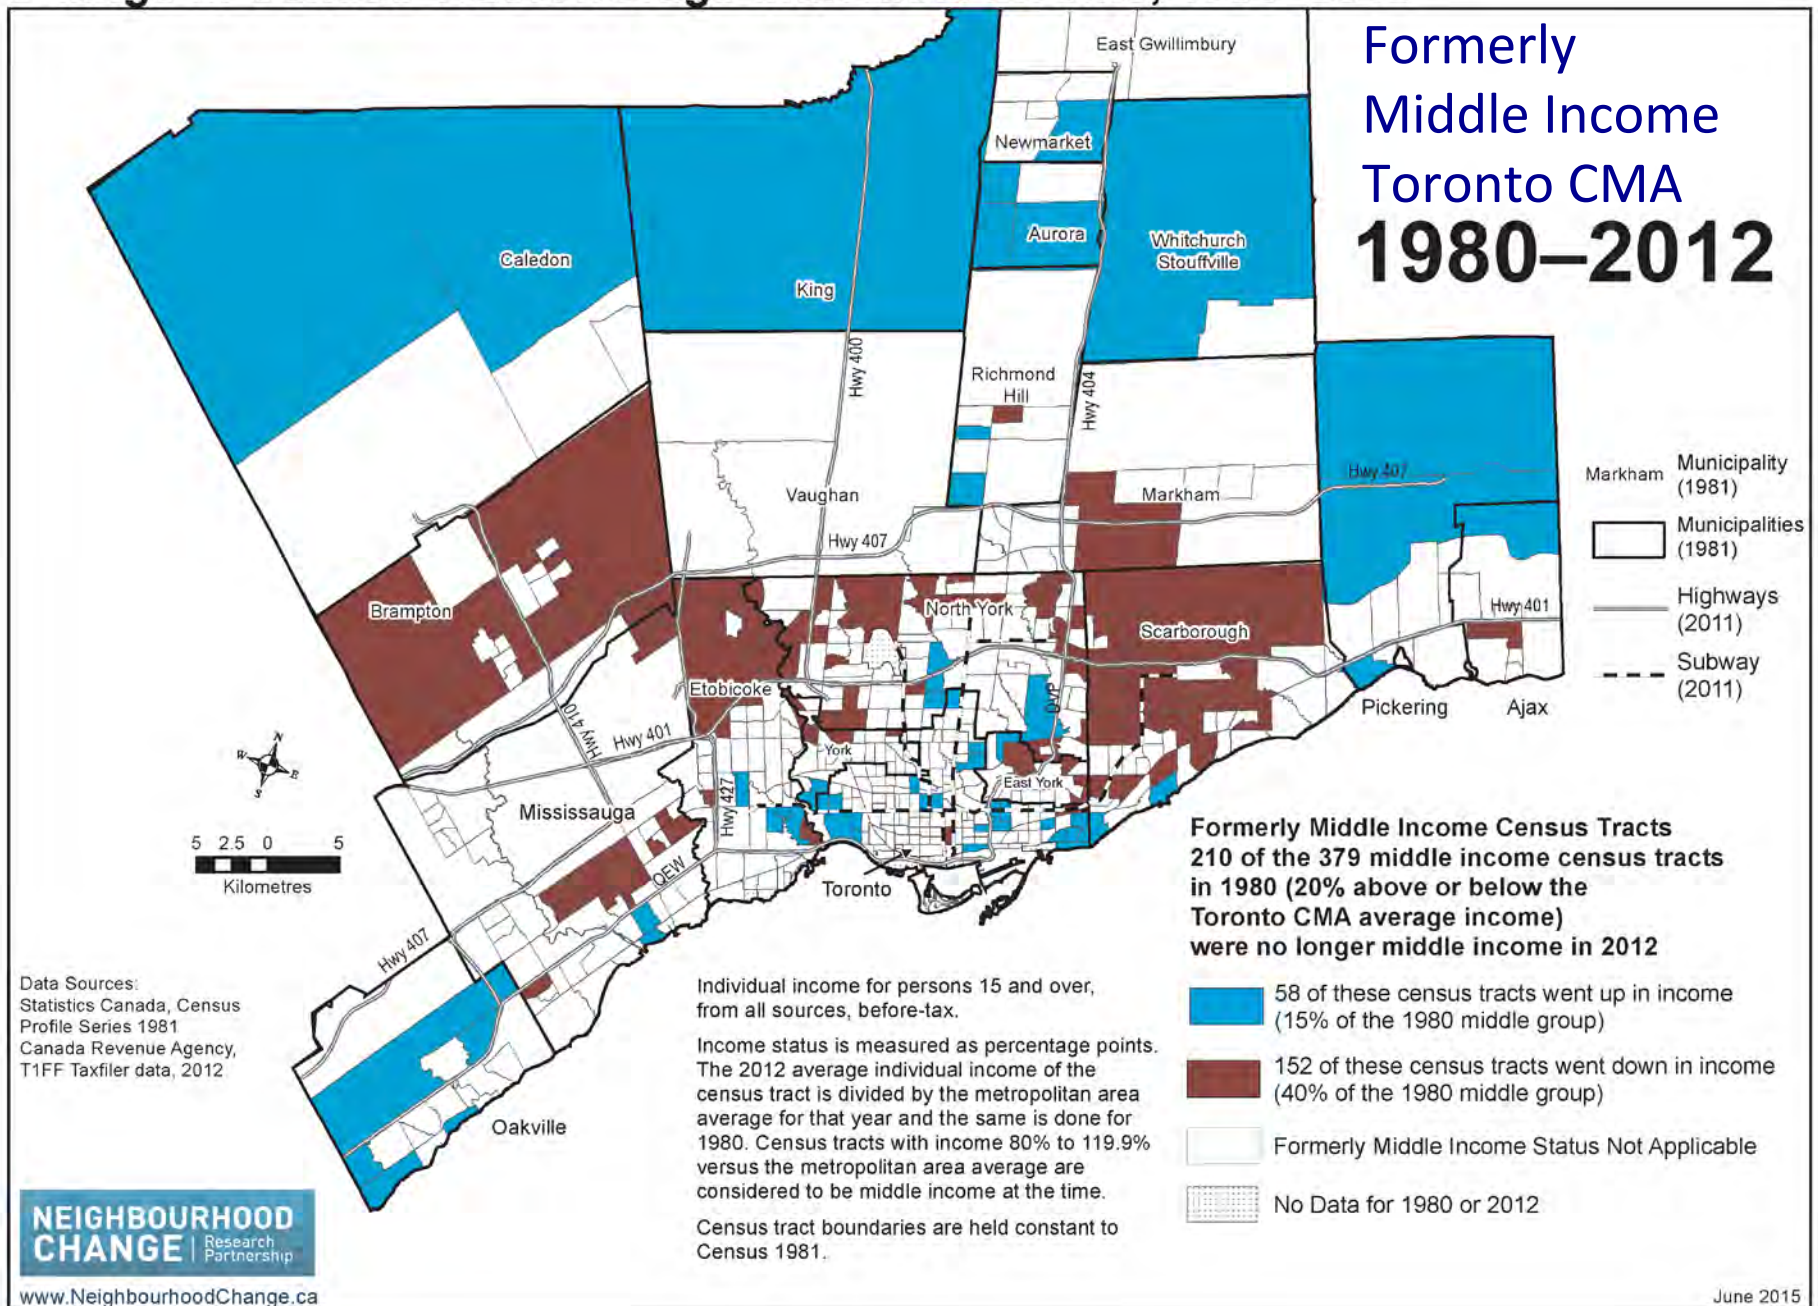 Formerly
Middle Income
Toronto CMA
1980–2012
East Gwillimbury
Newmarket
Aurora
Whitchurch
Stouffville
Caledon
King
Hwy 400
Richmond
Hill
Hwy 404
Vaughan
Markham
Hwy 407
Hwy 407
Brampton
North York
Scarborough
Hwy 401
Etobicoke
Pickering
Ajax
Hwy 410
Hwy 401
DVP
York
East York
Hwy 427
Mississauga
QEW
Toronto
Hwy 407
Oakville
Markham
Municipality
(1981)
Municipalities
(1981)
Highways
(2011)
Subway
(2011)
N
W
E
S
5 2.5 0 5
Kilometres
Formerly Middle Income Census Tracts
210 of the 379 middle income census tracts
in 1980 (20% above or below the
Toronto CMA average income)
were no longer middle income in 2012
58 of these census tracts went up in income
(15% of the 1980 middle group)
152 of these census tracts went down in income
(40% of the 1980 middle group)
Formerly Middle Income Status Not Applicable
No Data for 1980 or 2012
Data Sources:
Statistics Canada, Census
Profile Series 1981
Canada Revenue Agency,
T1FF Taxfiler data, 2012
Individual income for persons 15 and over,
from all sources, before-tax.
Income status is measured as percentage points.
The 2012 average individual income of the
census tract is divided by the metropolitan area
average for that year and the same is done for
1980. Census tracts with income 80% to 119.9%
versus the metropolitan area average are
considered to be middle income at the time.
Census tract boundaries are held constant to
Census 1981.
NEIGHBOURHOOD
CHANGE
Research
Partnership
www.NeighbourhoodChange.ca
June 2015